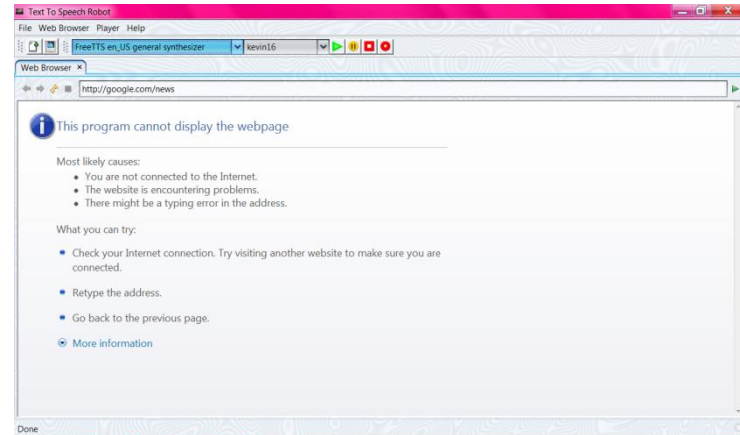 Text To Speech Robot
File Web Browser Player Help
FreeTTS en_US general synthesizer kevin16
Web Browser
http://google.com/news
This program cannot display the webpage
Most likely causes:
You are not connected to the Internet.
The website is encountering problems.
There might be a typing error in the address.
What you can try:
Check your Internet connection. Try visiting another website to make sure you are
connected.
Retype the address.
Go back to the previous page.
More information
Done